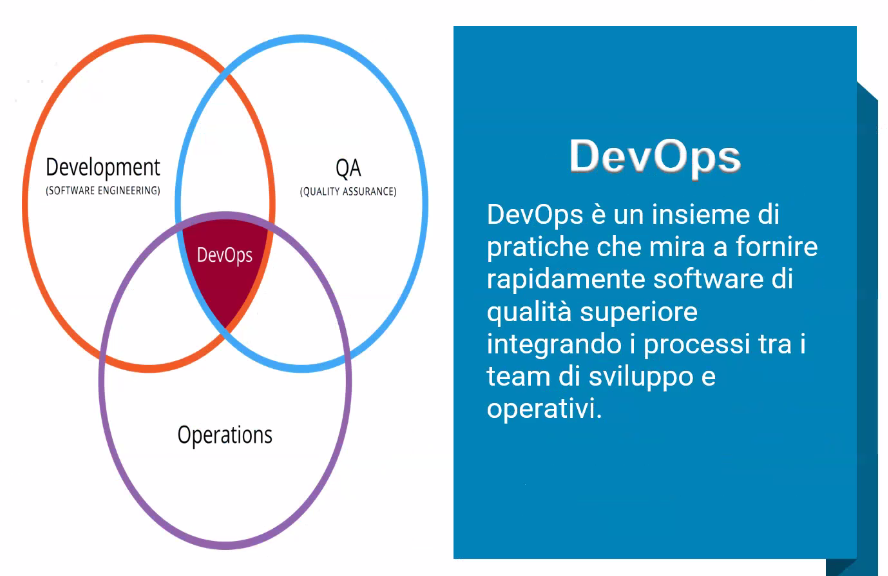 Development
(SOFTWARE ENGINEERING)
QA
(QUALITY ASSURANCE)
DevOps
Operations
DevOps
DevOps è un insieme di
pratiche che mira a fornire
rapidamente software di
qualità superiore
integrando i processi tra i
team di sviluppo e
operativi.